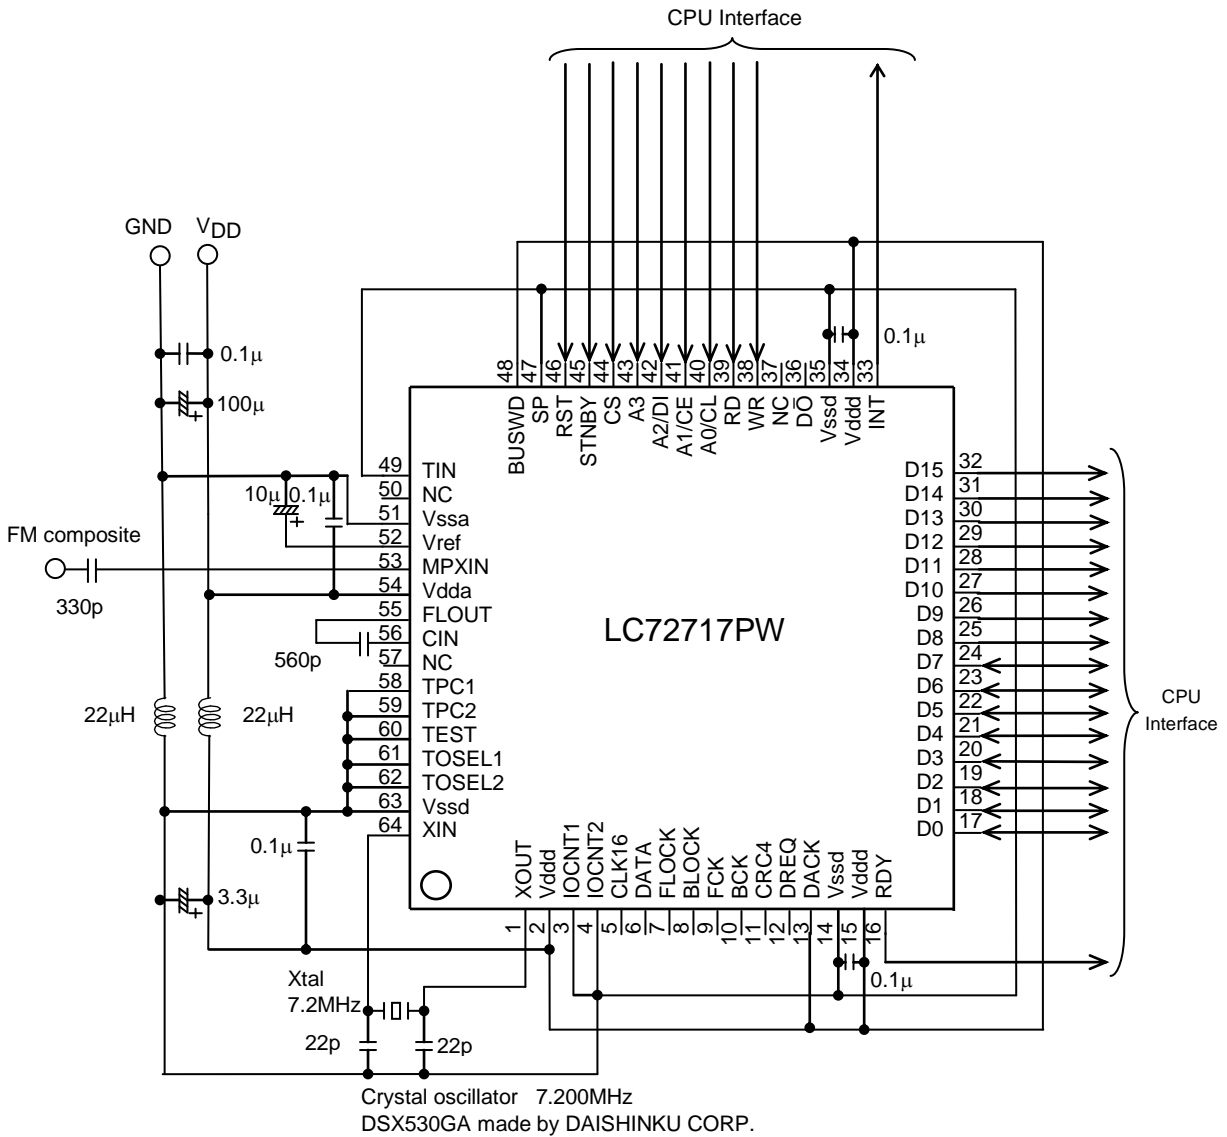 CPU Interface
GND
VDD
0.1μ
100μ
10μ
0.1μ
FM composite
330p
560p
22μH
22μH
0.1μ
3.3μ
Xtal
7.2MHz
22p
22p
Crystal oscillator 7.200MHz
DSX530GA made by DAISHINKU CORP.
0.1μ
0.1μ
CPU
Interface
LC72717PW
48 BUSWD
47 SP
46 RST
45 STNBY
44 CS
43 A3
42 A2/DI
41 A1/CE
40 A0/CL
39 RD
38 WR
37 NC
36 DO
35 Vssd
34 Vddd
33 INT
49 TIN
50 NC
51 Vssa
52 Vref
53 MPXIN
54 Vdda
55 FLOUT
56 CIN
57 NC
58 TPC1
59 TPC2
60 TEST
61 TOSEL1
62 TOSEL2
63 Vssd
64 XIN
D15 32
D14 31
D13 30
D12 29
D11 28
D10 27
D9 26
D8 25
D7 24
D6 23
D5 22
D4 21
D3 20
D2 19
D1 18
D0 17
XOUT 1
Vddd 2
IOCNT1 3
IOCNT2 4
CLK16 5
DATA 6
FLOCK 7
BLOCK 8
FCK 9
BCK 10
CRC4 11
DREQ 12
DACK 13
Vssd 14
Vddd 15
RDY 16